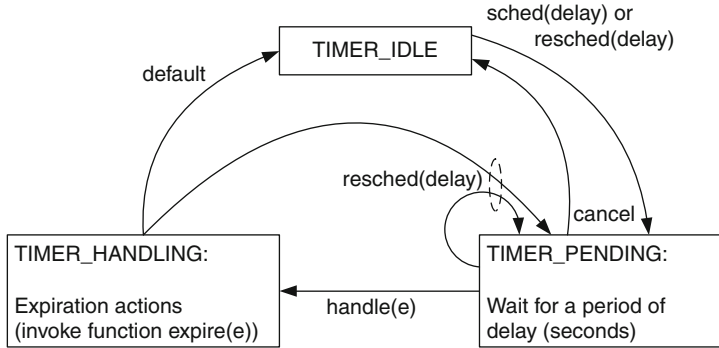 sched(delay) or
resched(delay)
TIMER_IDLE
default
resched(delay)
cancel
TIMER_HANDLING:
Expiration actions
(invoke function expire(e))
handle(e)
TIMER_PENDING:
Wait for a period of
delay (seconds)